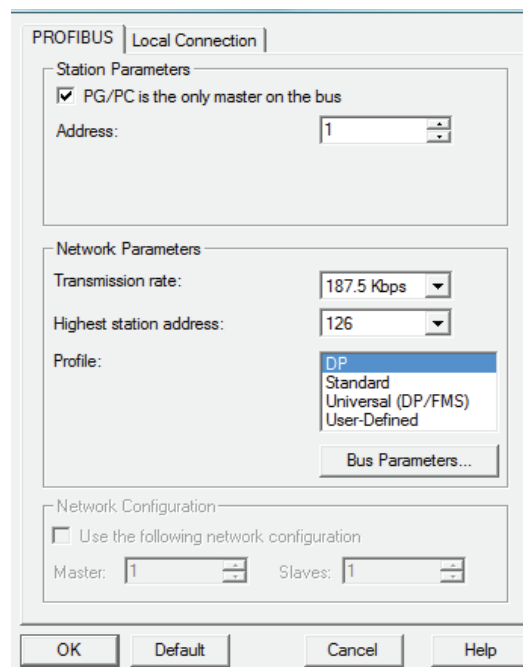 PROFIBUS Local Connection
Station Parameters
PG/PC is the only master on the bus
Address: 1
Network Parameters
Transmission rate: 187.5 Kbps
Highest station address: 126
Profile: DP
Standard
Universal (DP/FMS)
User-Defined
Bus Parameters...
Network Configuration
Use the following network configuration
Master: 1 Slaves: 1
OK Default Cancel Help